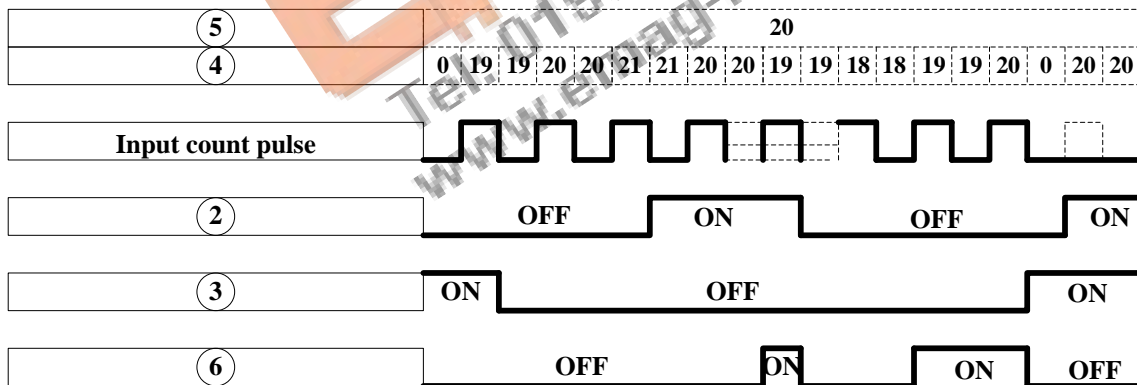 5 20
4 0 19 19 20 20 21 21 20 20 19 19 18 18 19 19 20 0 20 20
Input count pulse
2 OFF ON OFF ON
3 ON OFF ON
6 OFF ON ON OFF